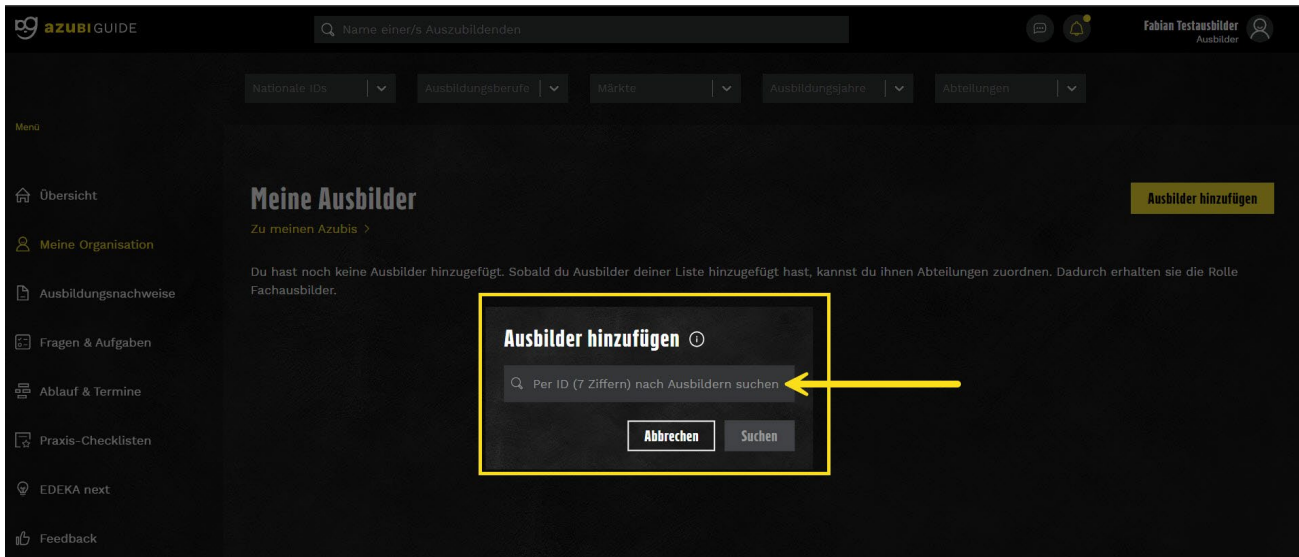 azubiGUIDE
Name einer/s Auszubildenden
Fabian Testausbilder
Ausbilder
Nationale IDs
Ausbildungsberufe
Märkte
Ausbildungsjahre
Abteilungen
Menü
Übersicht
Meine Organisation
Ausbildungsnachweise
Fragen & Aufgaben
Ablauf & Termine
Praxis-Checklisten
EDEKA next
Feedback
Meine Ausbilder
Ausbilder hinzufügen
Zu meinen Azubis >
Du hast noch keine Ausbilder hinzugefügt. Sobald du Ausbilder deiner Liste hinzugefügt hast, kannst du ihnen Abteilungen zuordnen. Dadurch erhalten sie die Rolle
Fachausbilder.
Ausbilder hinzufügen
Per ID (7 Ziffern) nach Ausbildern suchen
Abbrechen
Suchen